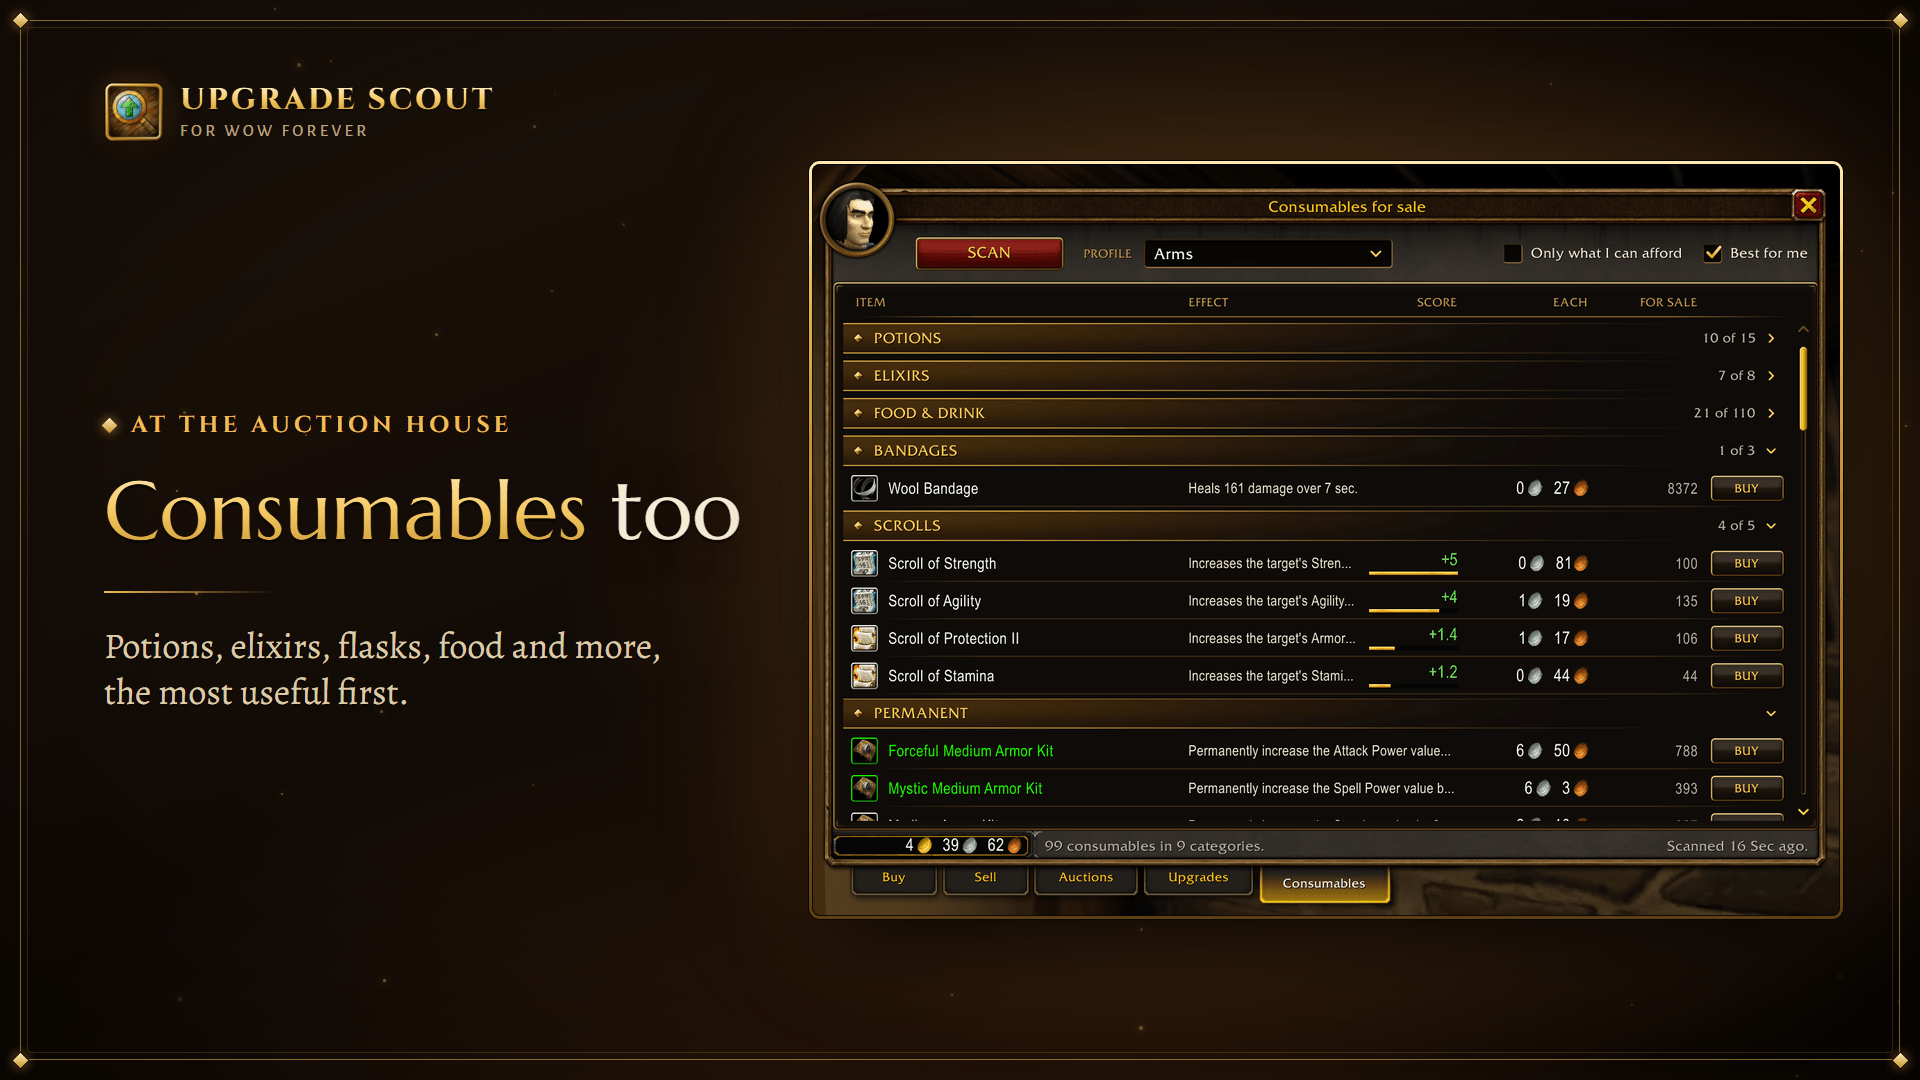 UPGRADE SCOUT
FOR WOW FOREVER
AT THE AUCTION HOUSE
Consumables too
Potions, elixirs, flasks, food and more,
the most useful first.
Consumables for sale
SCAN PROFILE Arms Only what I can afford Best for me
ITEM EFFECT SCORE EACH FOR SALE
POTIONS 10 of 15
ELIXIRS 7 of 8
FOOD & DRINK 21 of 110
BANDAGES 1 of 3
Wool Bandage Heals 161 damage over 7 sec. 0 27 8372 BUY
SCROLLS 4 of 5
Scroll of Strength Increases the target's Stren... +5 0 81 100 BUY
Scroll of Agility Increases the target's Agility... +4 1 19 135 BUY
Scroll of Protection II Increases the target's Armor... +1.4 1 17 106 BUY
Scroll of Stamina Increases the target's Stami... +1.2 0 44 44 BUY
PERMANENT
Forceful Medium Armor Kit Permanently increase the Attack Power value... 6 50 788 BUY
Mystic Medium Armor Kit Permanently increase the Spell Power value b... 6 3 393 BUY
4 39 62 99 consumables in 9 categories. Scanned 16 Sec ago.
Buy Sell Auctions Upgrades Consumables